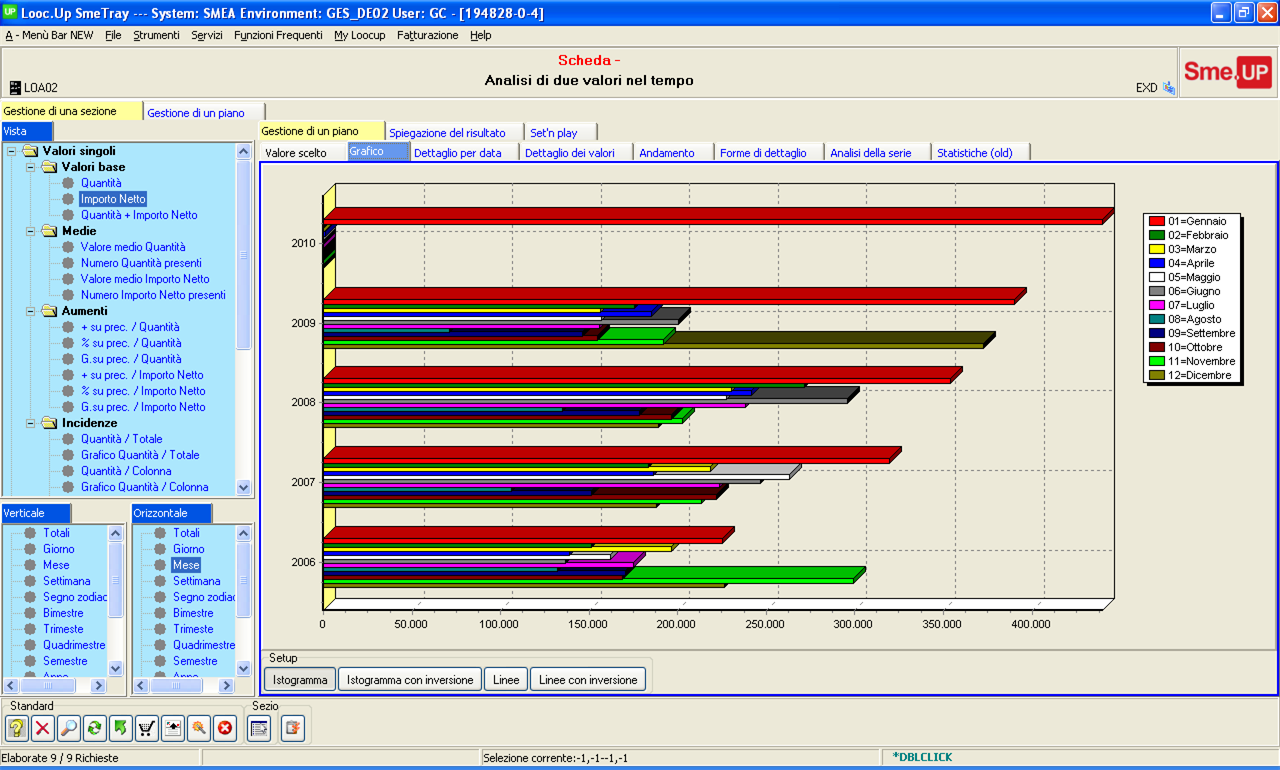 UP Looc.Up SmeTray --- System: SMEA Environment: GES_DE02 User: GC - [194828-0-4]
A - Menù Bar NEW File Strumenti Servizi Funzioni Frequenti My Loocup Fatturazione Help
Scheda -
Analisi di due valori nel tempo
LOA02
EXD
Sme.UP
Gestione di una sezione Gestione di un piano
Vista
Valori singoli
Valori base
Quantità
Importo Netto
Quantità + Importo Netto
Medie
Valore medio Quantità
Numero Quantità presenti
Valore medio Importo Netto
Numero Importo Netto presenti
Aumenti
+ su prec. / Quantità
% su prec. / Quantità
G.su prec. / Quantità
+ su prec. / Importo Netto
% su prec. / Importo Netto
G.su prec. / Importo Netto
Incidenze
Quantità / Totale
Grafico Quantità / Totale
Quantità / Colonna
Grafico Quantità / Colonna
Verticale
Totali
Giorno
Mese
Settimana
Segno zodiac
Bimestre
Trimestre
Quadrimestre
Semestre
Anno
Orizzontale
Totali
Giorno
Mese
Settimana
Segno zodiac
Bimestre
Trimestre
Quadrimestre
Semestre
Anno
Gestione di un piano Spiegazione del risultato Set'n play
Valore scelto Grafico Dettaglio per data Dettaglio dei valori Andamento Forme di dettaglio Analisi della serie Statistiche (old)
2010
2009
2008
2007
2006
0 50.000 100.000 150.000 200.000 250.000 300.000 350.000 400.000
01=Gennaio
02=Febbraio
03=Marzo
04=Aprile
05=Maggio
06=Giugno
07=Luglio
08=Agosto
09=Settembre
10=Ottobre
11=Novembre
12=Dicembre
Setup
Istogramma Istogramma con inversione Linee Linee con inversione
Standard Sezio
Elaborate 9 / 9 Richieste Selezione corrente:-1,-1--1,-1 *DBLCLICK